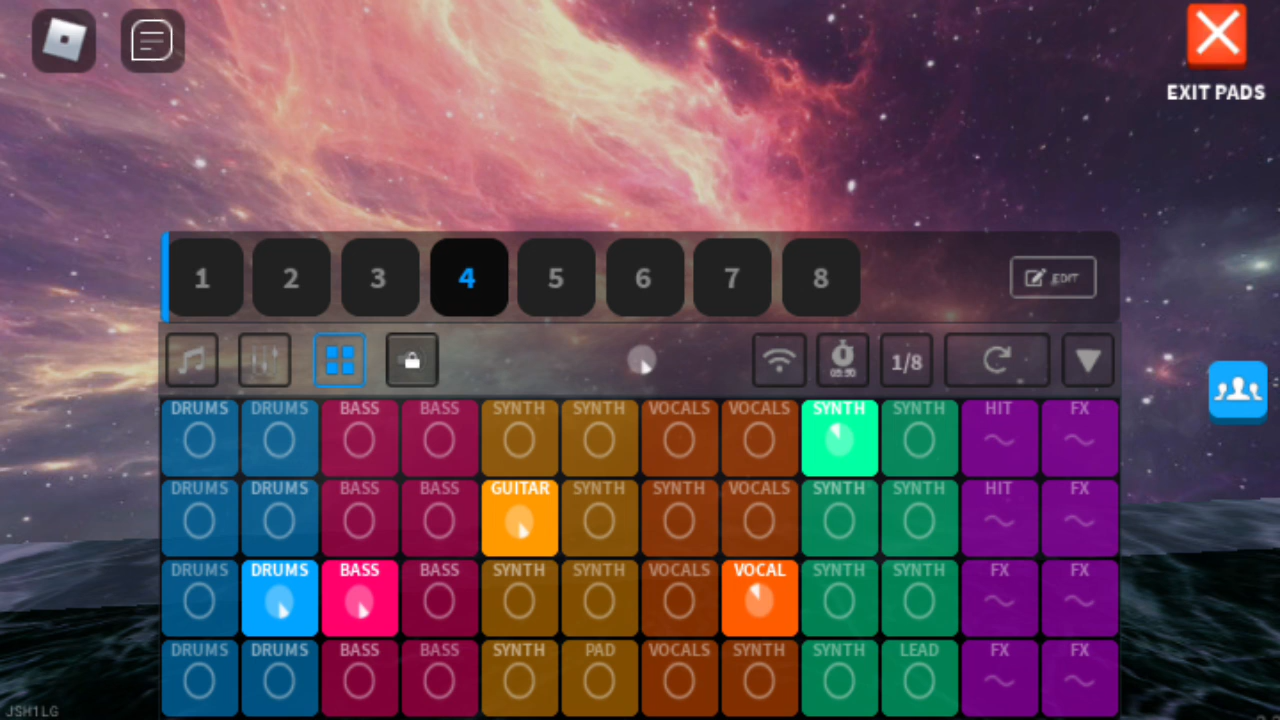 EXIT PADS
1 2 3 4 5 6 7 8 EDIT
1/8
DRUMS DRUMS BASS BASS SYNTH SYNTH VOCALS VOCALS SYNTH SYNTH HIT FX
DRUMS DRUMS BASS BASS GUITAR SYNTH SYNTH VOCALS SYNTH SYNTH HIT FX
DRUMS DRUMS BASS BASS SYNTH SYNTH VOCALS VOCAL SYNTH SYNTH FX FX
DRUMS DRUMS BASS BASS SYNTH PAD VOCALS SYNTH SYNTH LEAD FX FX
JSH1LG